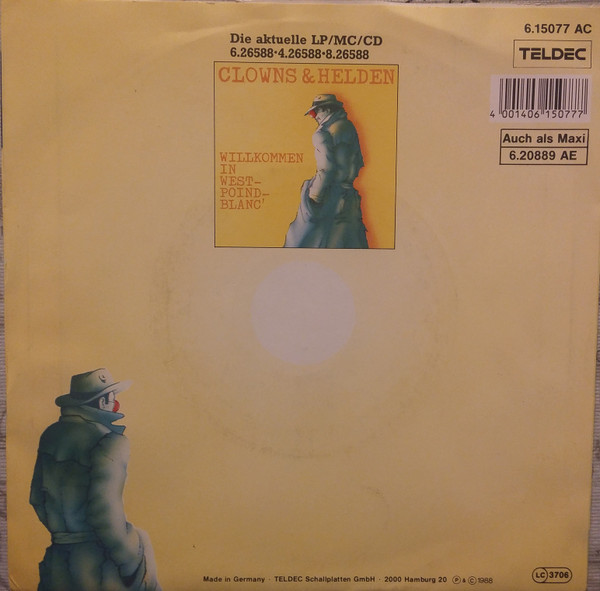 Die aktuelle LP/MC/CD
6.26588·4.26588·8.26588
CLOWNS & HELDEN
WILLKOMMEN
IN
WEST-
POIND-
BLANC'
6.15077 AC
TELDEC
4 001406 150777
Auch als Maxi
6.20889 AE
Made in Germany · TELDEC Schallplatten GmbH · 2000 Hamburg 20 Ⓟ & © 1988
LC 3706